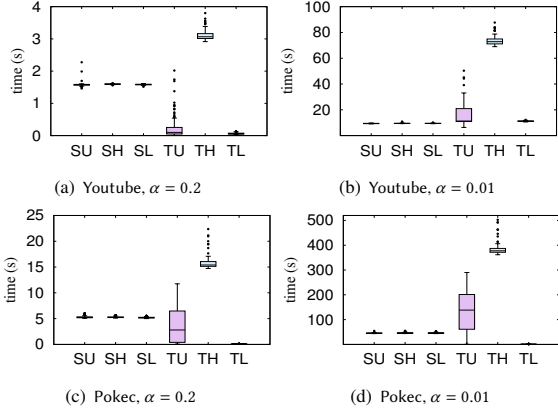 4
3
2
1
0
time (s)
SU SH SL TU TH TL
(a) Youtube, α = 0.2
100
80
60
40
20
time (s)
SU SH SL TU TH TL
(b) Youtube, α = 0.01
25
20
15
10
5
0
time (s)
SU SH SL TU TH TL
(c) Pokec, α = 0.2
500
400
300
200
100
time (s)
SU SH SL TU TH TL
(d) Pokec, α = 0.01